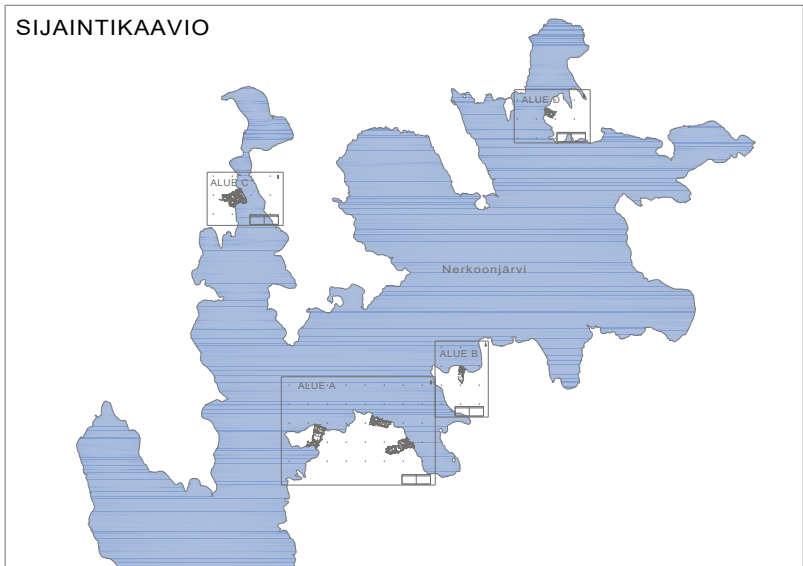 SIJAINTIKAAVIO
ALUE D
ALUE C
Nerkoonjärvi
ALUE B
ALUE A